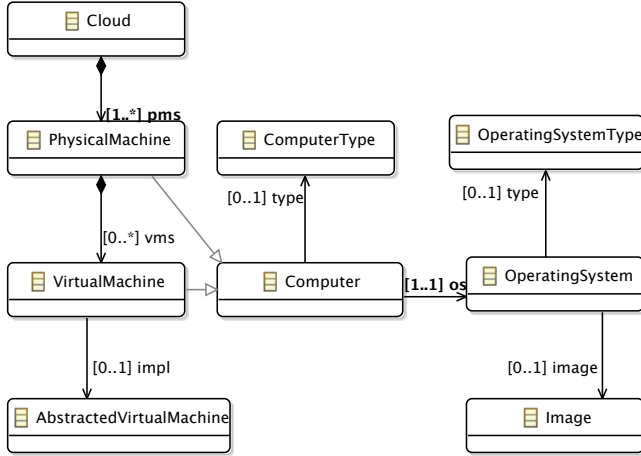 Cloud
[1..*] pms
PhysicalMachine
ComputerType
OperatingSystemType
[0..1] type
[0..1] type
[0..*] vms
VirtualMachine
Computer
[1..1] os
OperatingSystem
[0..1] impl
[0..1] image
AbstractedVirtualMachine
Image